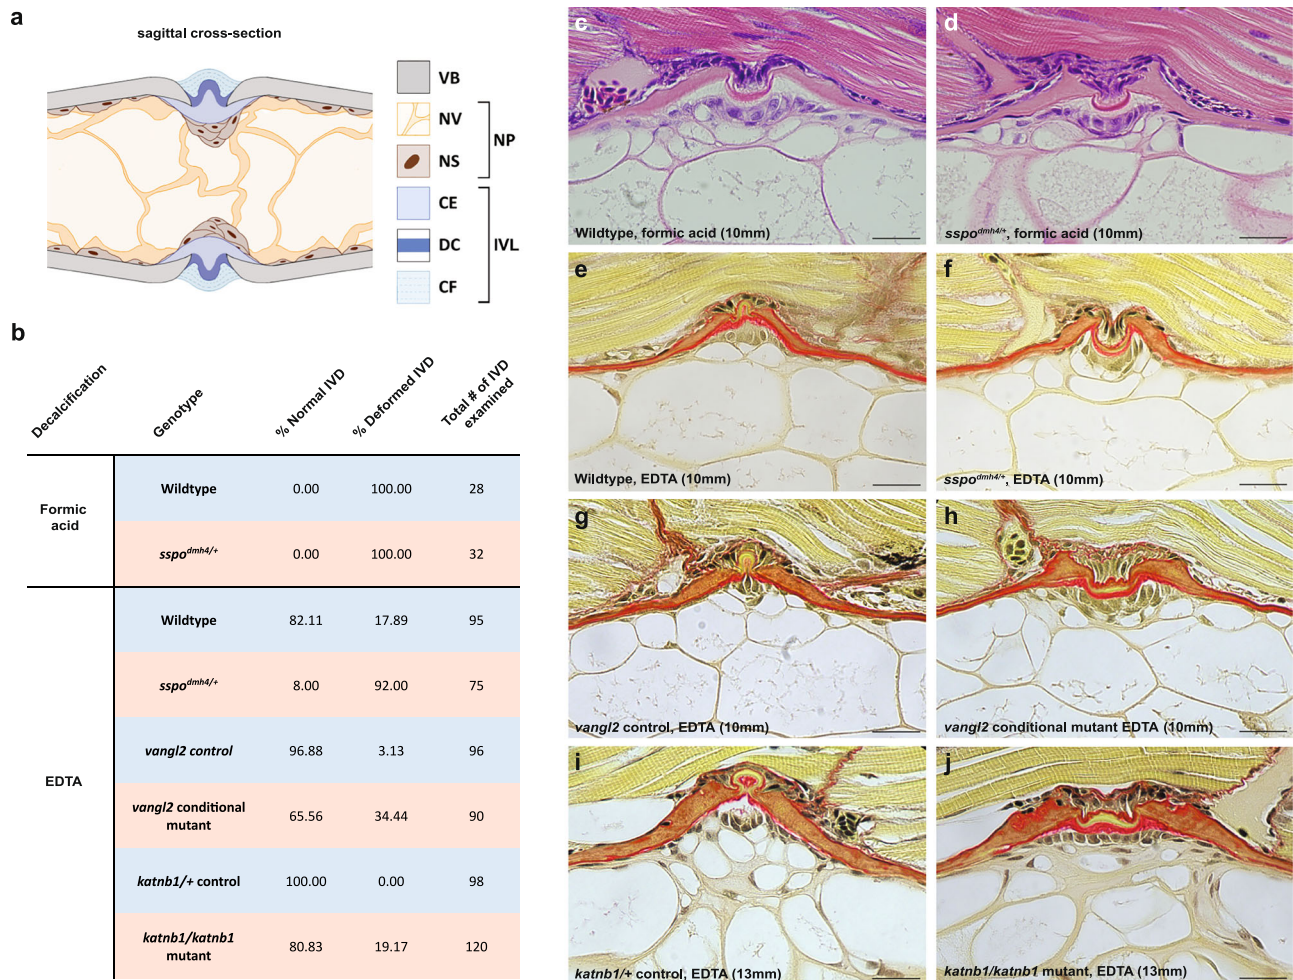 a
sagittal cross-section
VB
NV
NS
NP
CE
DC
CF
IVL
b
Decalcification
Genotype
% Normal IVD
% Deformed IVD
Total # of IVD
examined
Formic
acid
Wildtype 0.00 100.00 28
sspodmh4/+ 0.00 100.00 32
EDTA
Wildtype 82.11 17.89 95
sspodmh4/+ 8.00 92.00 75
vangl2 control 96.88 3.13 96
vangl2 conditional
mutant 65.56 34.44 90
katnb1/+ control 100.00 0.00 98
katnb1/katnb1
mutant 80.83 19.17 120
c
Wildtype, formic acid (10mm)
d
sspodmh4/+, formic acid (10mm)
e
Wildtype, EDTA (10mm)
f
sspodmh4/+, EDTA (10mm)
g
vangl2 control, EDTA (10mm)
h
vangl2 conditional mutant EDTA (10mm)
i
katnb1/+ control, EDTA (13mm)
j
katnb1/katnb1 mutant, EDTA (13mm)